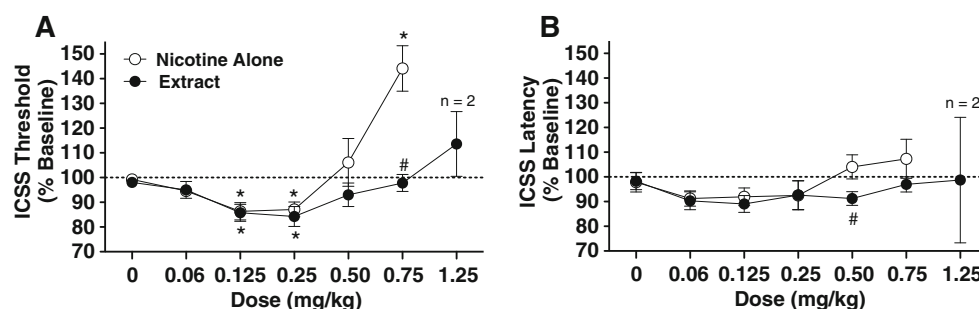 A
ICSS Threshold
(% Baseline)
150
140
130
120
110
100
90
80
70
Nicotine Alone
Extract
*
n = 2
#
* *
* *
0 0.06 0.125 0.25 0.50 0.75 1.25
Dose (mg/kg)
B
ICSS Latency
(% Baseline)
150
140
130
120
110
100
90
80
70
n = 2
#
0 0.06 0.125 0.25 0.50 0.75 1.25
Dose (mg/kg)